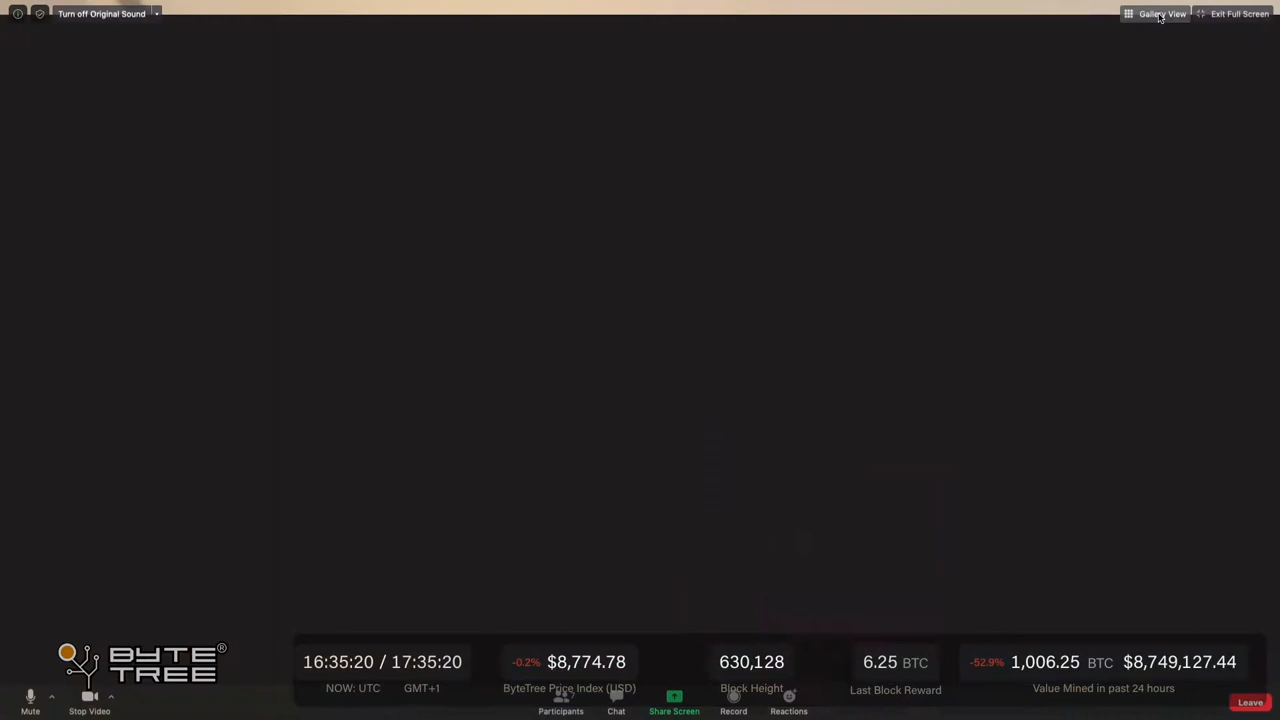 Turn off Original Sound
Gallery View
Exit Full Screen
BYTE
TREE®
16:35:20 / 17:35:20
NOW: UTC GMT+1
-0.2% $8,774.78
ByteTree Price Index (USD)
630,128
Block Height
6.25 BTC
Last Block Reward
-52.9% 1,006.25 BTC $8,749,127.44
Value Mined in past 24 hours
Mute
Stop Video
Participants
Chat
Share Screen
Record
Reactions
Leave